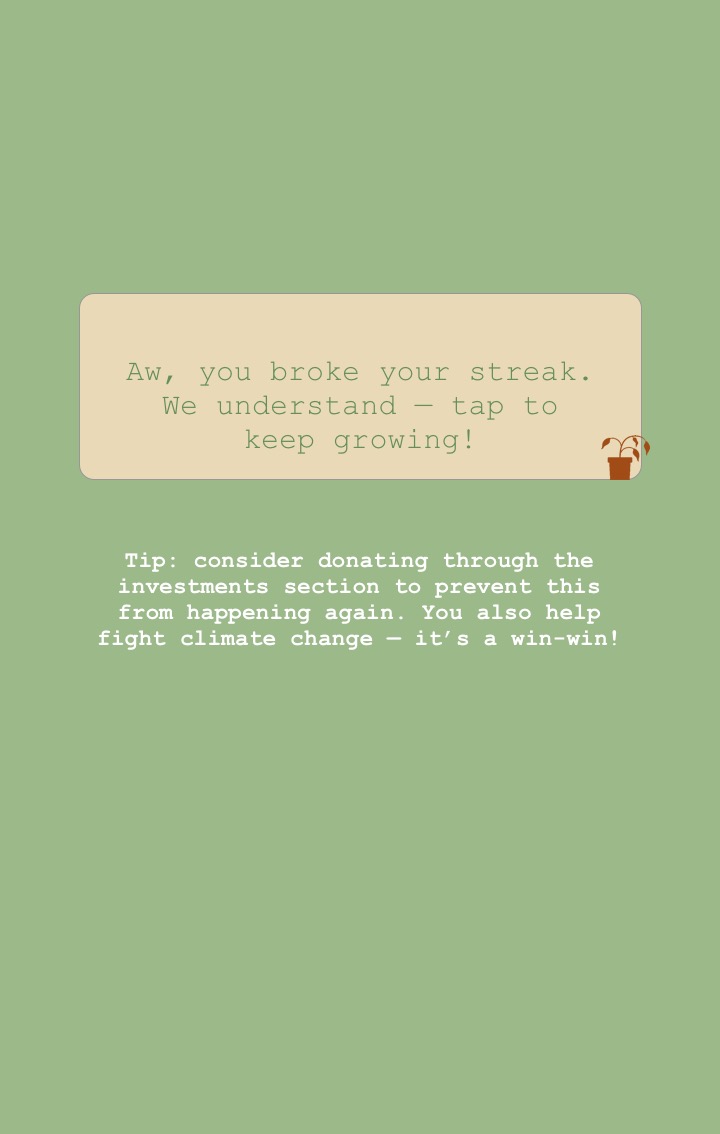 Aw, you broke your streak.
We understand — tap to
keep growing!
Tip: consider donating through the
investments section to prevent this
from happening again. You also help
fight climate change — it’s a win-win!